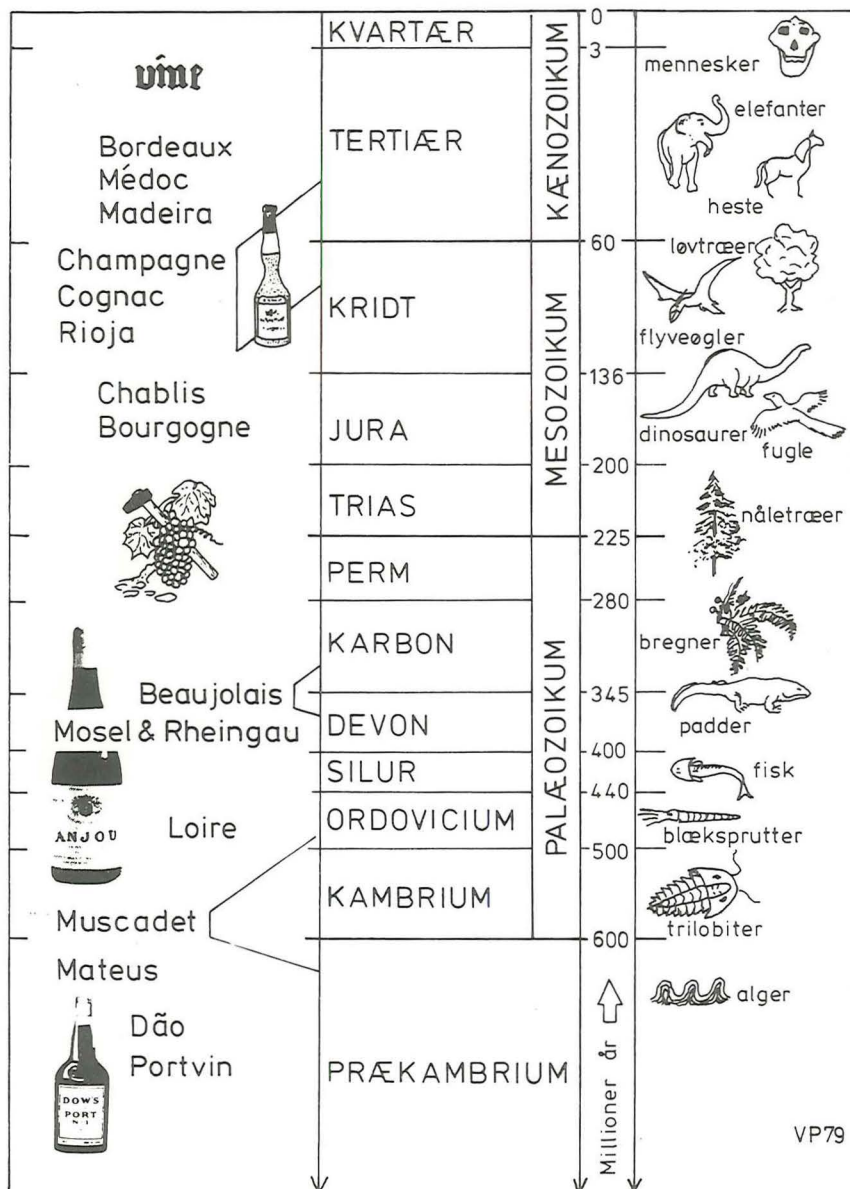 vine
Bordeaux
Médoc
Madeira
Champagne
Cognac
Rioja
Chablis
Bourgogne
Beaujolais
Mosel & Rheingau
ANJOU
Loire
Muscadet
Mateus
Dão
Portvin
DOW'S
PORT
KVARTÆR
TERTIÆR
KRIDT
JURA
TRIAS
PERM
KARBON
DEVON
SILUR
ORDOVICIUM
KAMBRIUM
PRÆKAMBRIUM
KÆNOZOIKUM
MESOZOIKUM
PALÆOZOIKUM
0
3
60
136
200
225
280
345
400
440
500
600
Millioner år
mennesker
elefanter
heste
løvtræer
flyveøgler
dinosaurer
fugle
nåletræer
bregner
padder
fisk
blæksprutter
trilobiter
alger
VP79